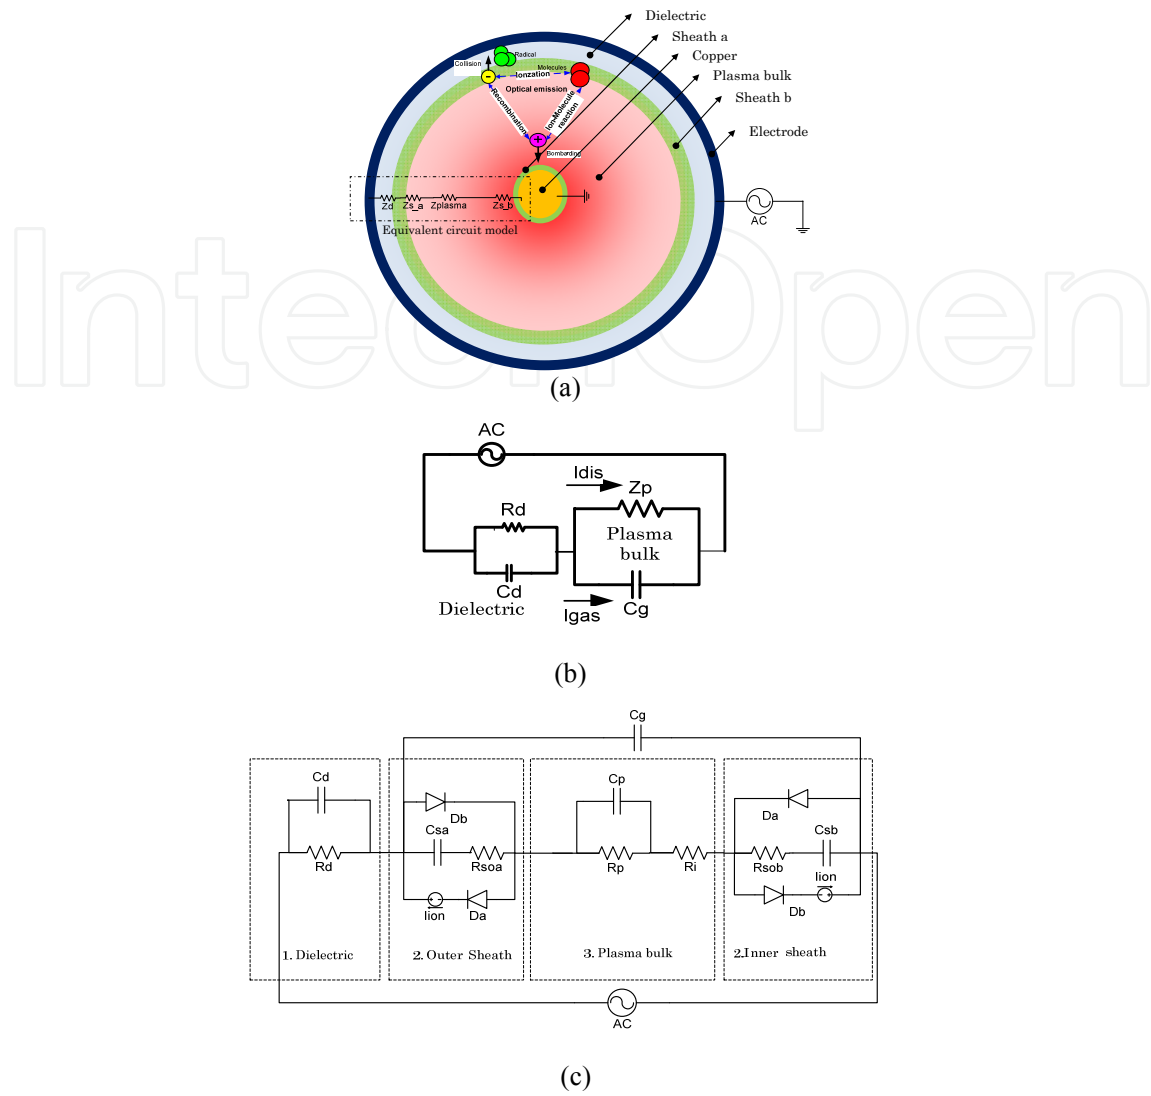 Dielectric
Sheath a
Copper
Plasma bulk
Sheath b
Electrode
Radical
Collision
Molecules
Ionzation
Optical emission
Recombination
Ion-Molecule
reaction
Bombarding
Zd Zs_a Zplasma Zs_b
Equivalent circuit model
AC
IntechOpen
(a)
AC
Idis
Zp
Rd
Plasma
bulk
Cd
Dielectric
Igas
Cg
(b)
Cg
Cd
Cp
Db
Da
Csa
Csb
Rd
Rsoa
Rp
Ri
Rsob
Iion
Iion
Da
Db
1. Dielectric
2. Outer Sheath
3. Plasma bulk
2.Inner sheath
AC
(c)